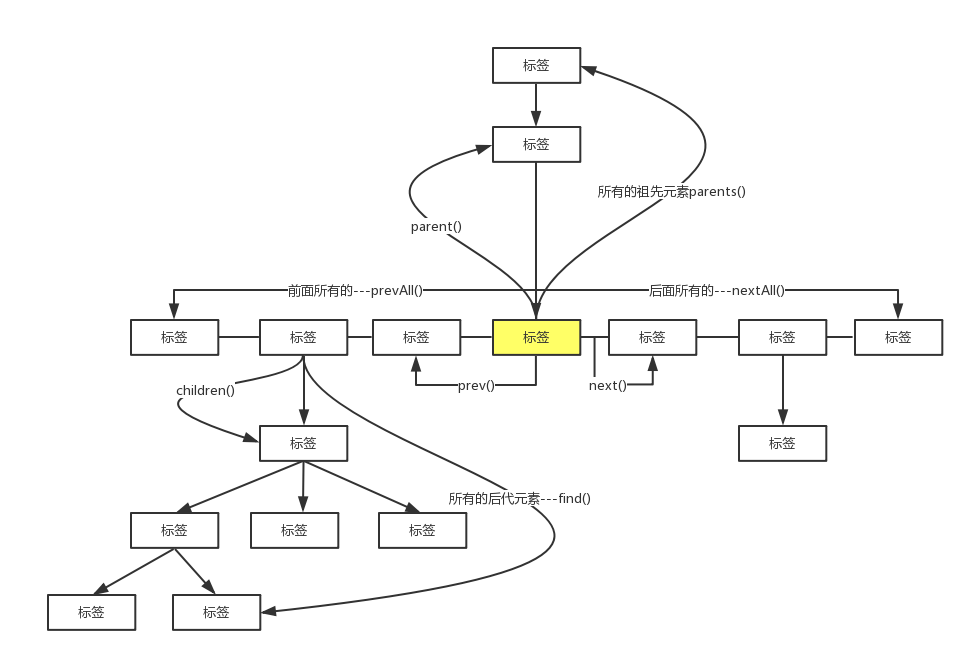 标签
标签
所有的祖先元素parents()
parent()
前面所有的---prevAll()
后面所有的---nextAll()
标签
标签
标签
标签
标签
标签
标签
prev()
next()
children()
标签
标签
所有的后代元素---find()
标签
标签
标签
标签
标签